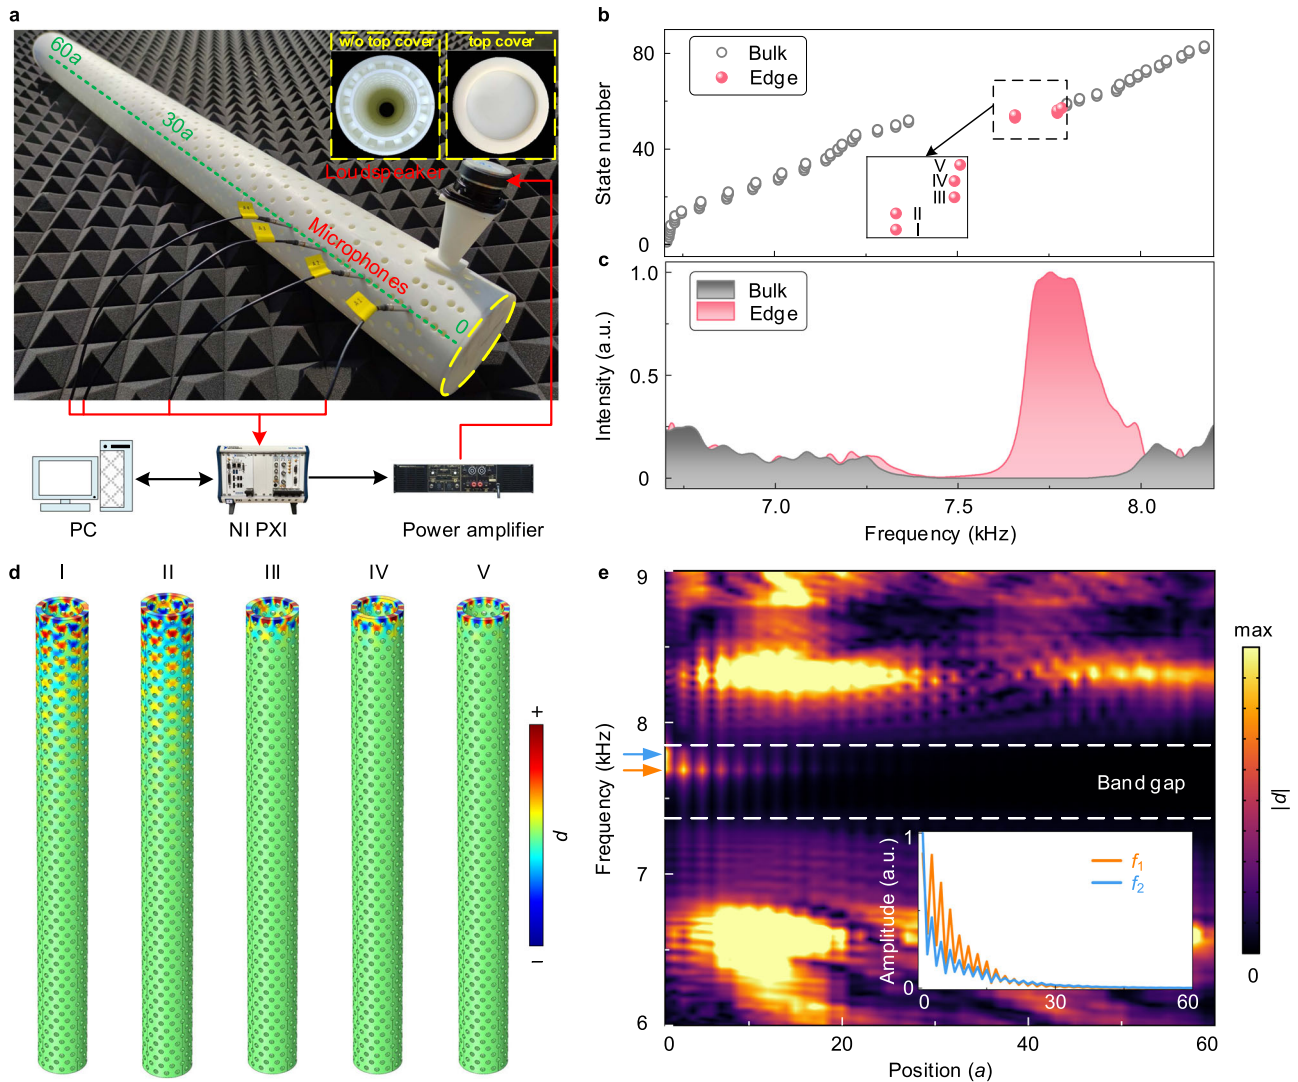 a
w/o top cover
top cover
60a
30a
Loudspeaker
Microphones
0
PC
NI PXI
Power amplifier
b
State number
80
40
0
Bulk
Edge
V
IV
III
II
I
c
Intensity (a.u.)
1.0
0.5
0
Bulk
Edge
7.0
7.5
8.0
Frequency (kHz)
d
I
II
III
IV
V
+
p
–
e
Frequency (kHz)
9
8
7
6
Band gap
Amplitude (a.u.)
1
0
f1
f2
0
30
60
0
20
40
60
Position (a)
max
|p|
0